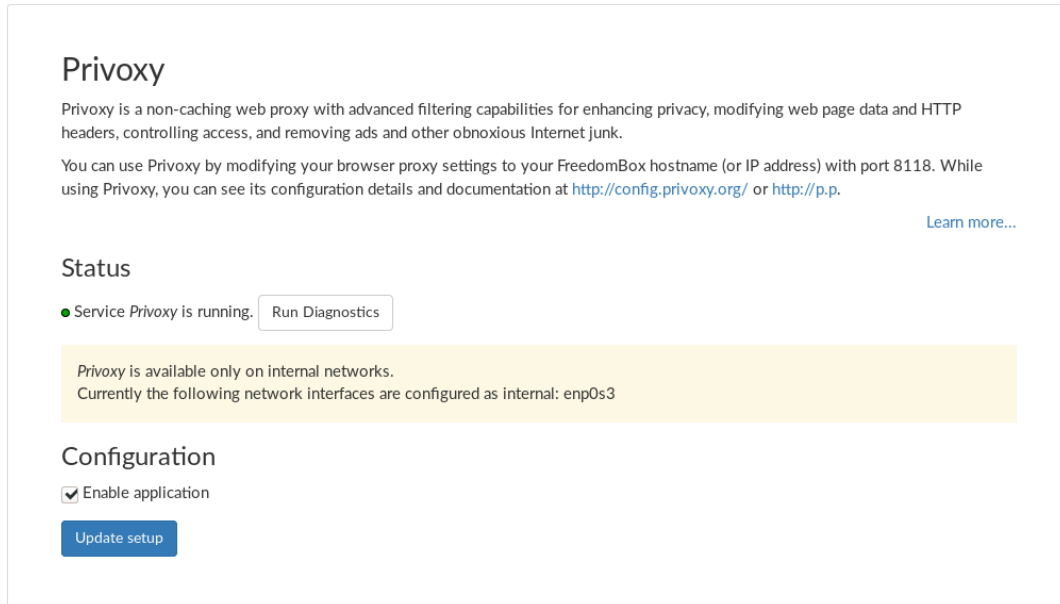 Privoxy
Privoxy is a non-caching web proxy with advanced filtering capabilities for enhancing privacy, modifying web page data and HTTP
headers, controlling access, and removing ads and other obnoxious Internet junk.
You can use Privoxy by modifying your browser proxy settings to your FreedomBox hostname (or IP address) with port 8118. While
using Privoxy, you can see its configuration details and documentation at http://config.privoxy.org/ or http://p.p.
Learn more...
Status
Service Privoxy is running. Run Diagnostics
Privoxy is available only on internal networks.
Currently the following network interfaces are configured as internal: enp0s3
Configuration
Enable application
Update setup